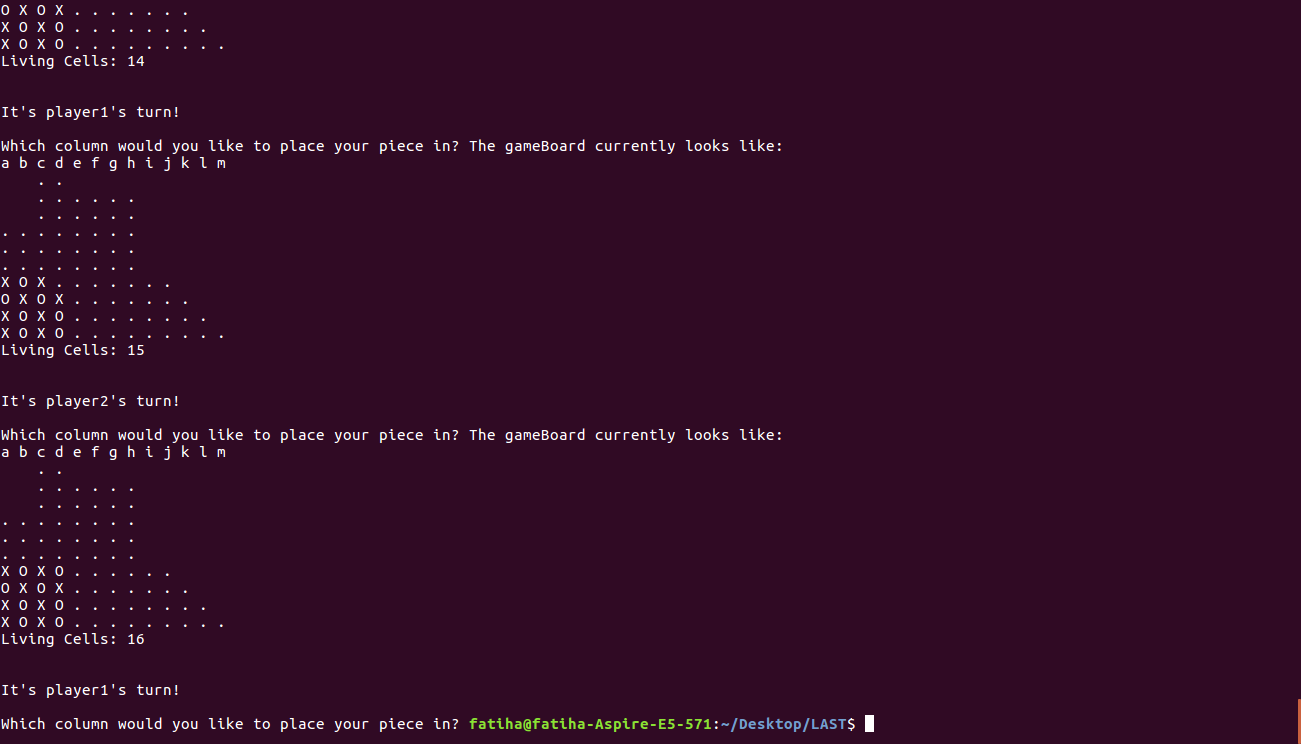 O X O X . . . . . . .
X O X O . . . . . . . .
X O X O . . . . . . . . .
Living Cells: 14
It's player1's turn!
Which column would you like to place your piece in? The gameBoard currently looks like:
a b c d e f g h i j k l m
    . .
    . . . . . .
    . . . . . .
. . . . . . . .
. . . . . . . .
. . . . . . . .
X O X . . . . . . .
O X O X . . . . . . .
X O X O . . . . . . . .
X O X O . . . . . . . . .
Living Cells: 15
It's player2's turn!
Which column would you like to place your piece in? The gameBoard currently looks like:
a b c d e f g h i j k l m
    . .
    . . . . . .
    . . . . . .
. . . . . . . .
. . . . . . . .
. . . . . . . .
X O X O . . . . . .
O X O X . . . . . . .
X O X O . . . . . . . .
X O X O . . . . . . . . .
Living Cells: 16
It's player1's turn!
Which column would you like to place your piece in? fatiha@fatiha-Aspire-E5-571:~/Desktop/LAST$